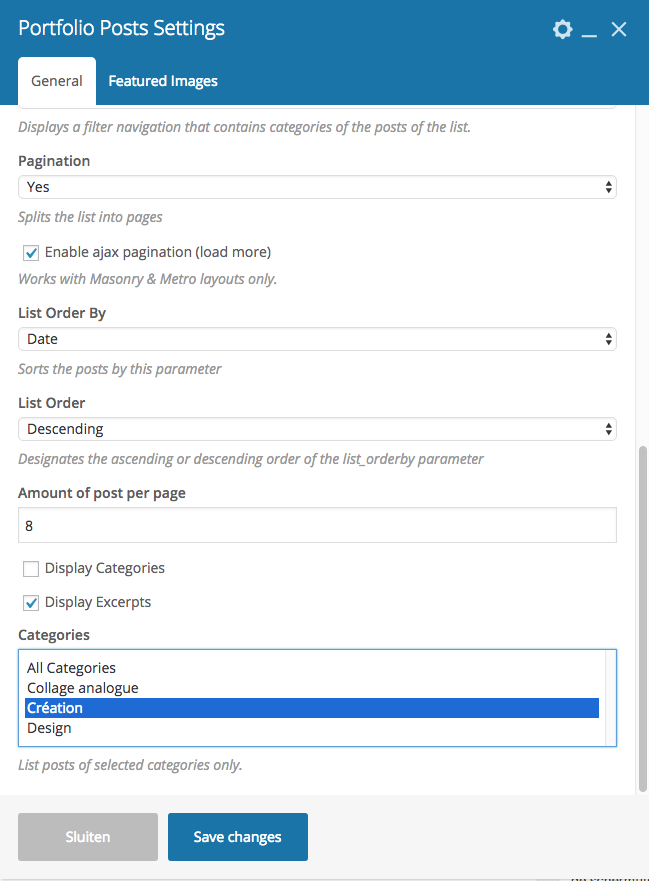 Portfolio Posts Settings
General
Featured Images
Displays a filter navigation that contains categories of the posts of the list.
Pagination
Yes
Splits the list into pages
Enable ajax pagination (load more)
Works with Masonry & Metro layouts only.
List Order By
Date
Sorts the posts by this parameter
List Order
Descending
Designates the ascending or descending order of the list_orderby parameter
Amount of post per page
8
Display Categories
Display Excerpts
Categories
All Categories
Collage analogue
Création
Design
List posts of selected categories only.
Sluiten
Save changes